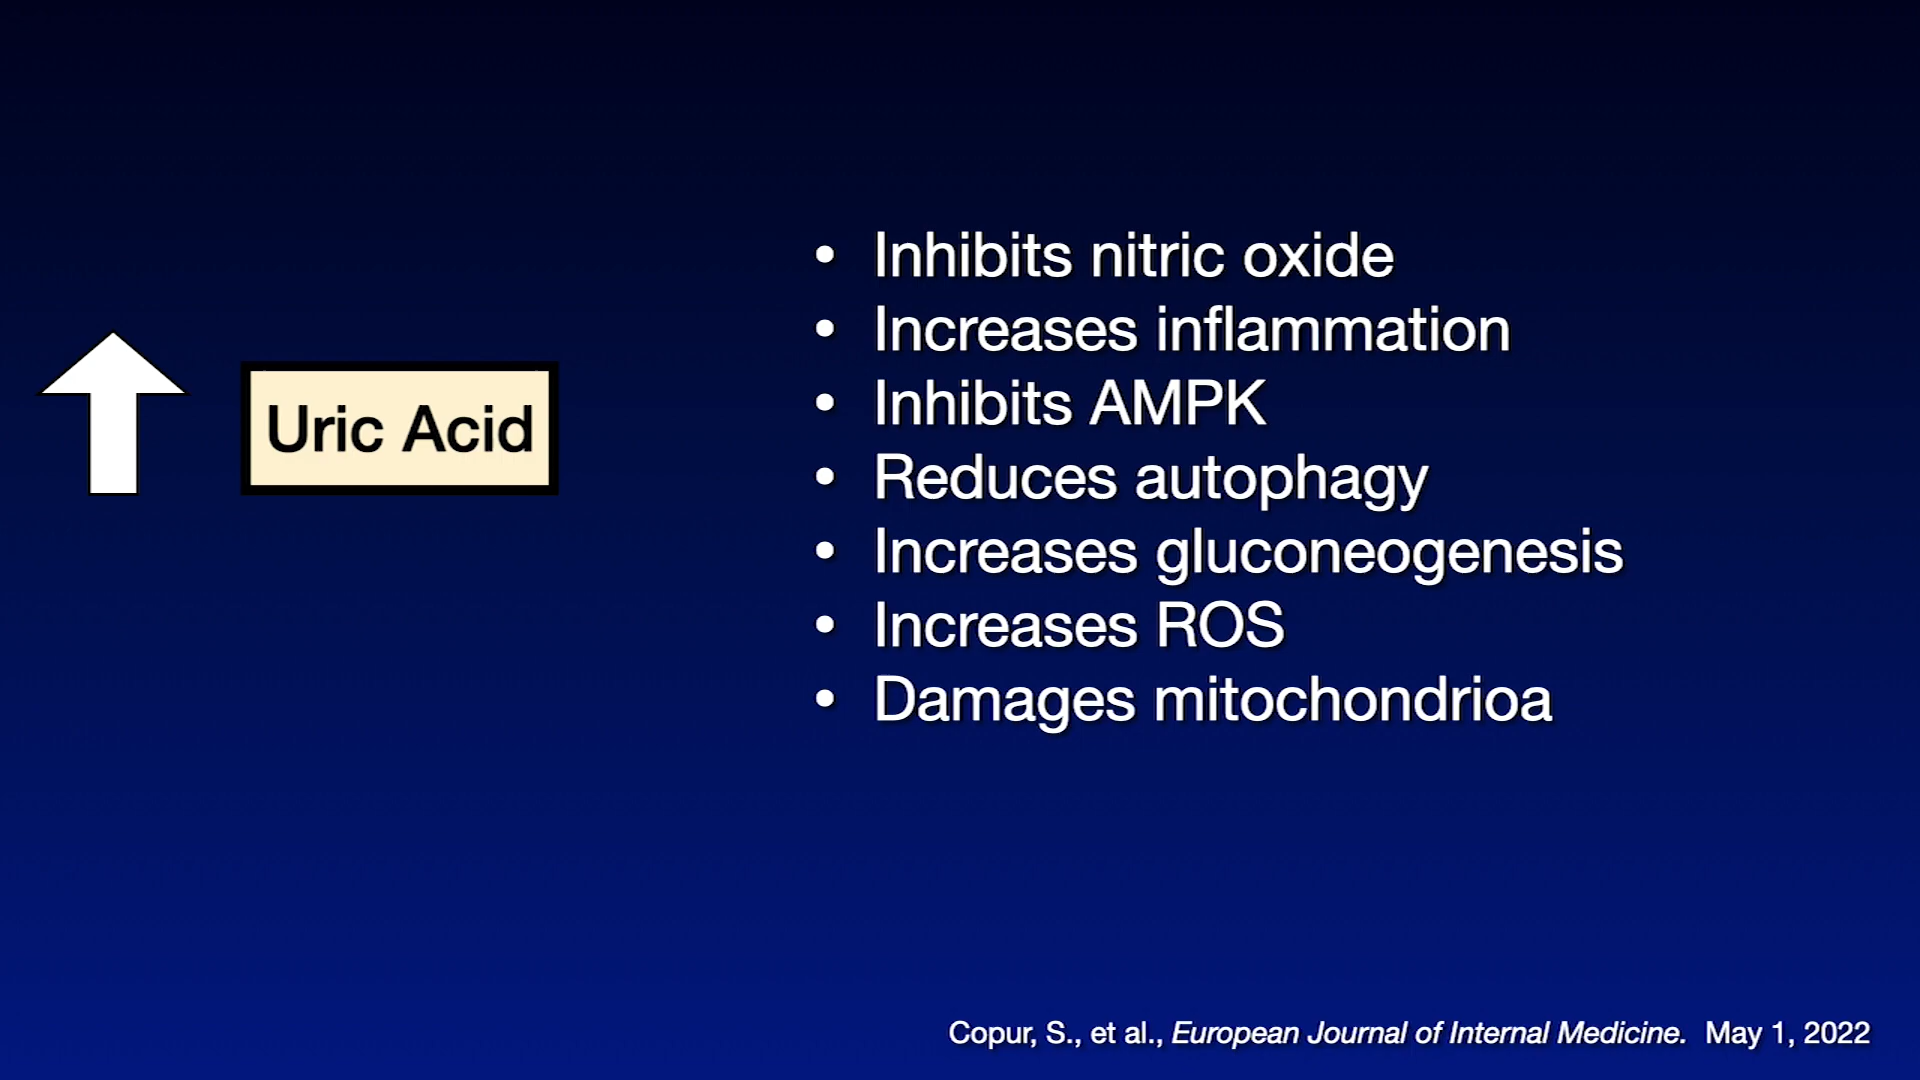 Uric Acid
• Inhibits nitric oxide
• Increases inflammation
• Inhibits AMPK
• Reduces autophagy
• Increases gluconeogenesis
• Increases ROS
• Damages mitochondrioa
Copur, S., et al., European Journal of Internal Medicine. May 1, 2022